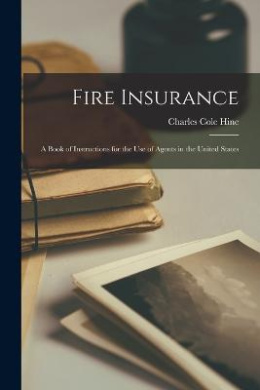 FIRE INSURANCE
Charles Cole Hine
A Book of Instructions for the Use of Agents in the United States